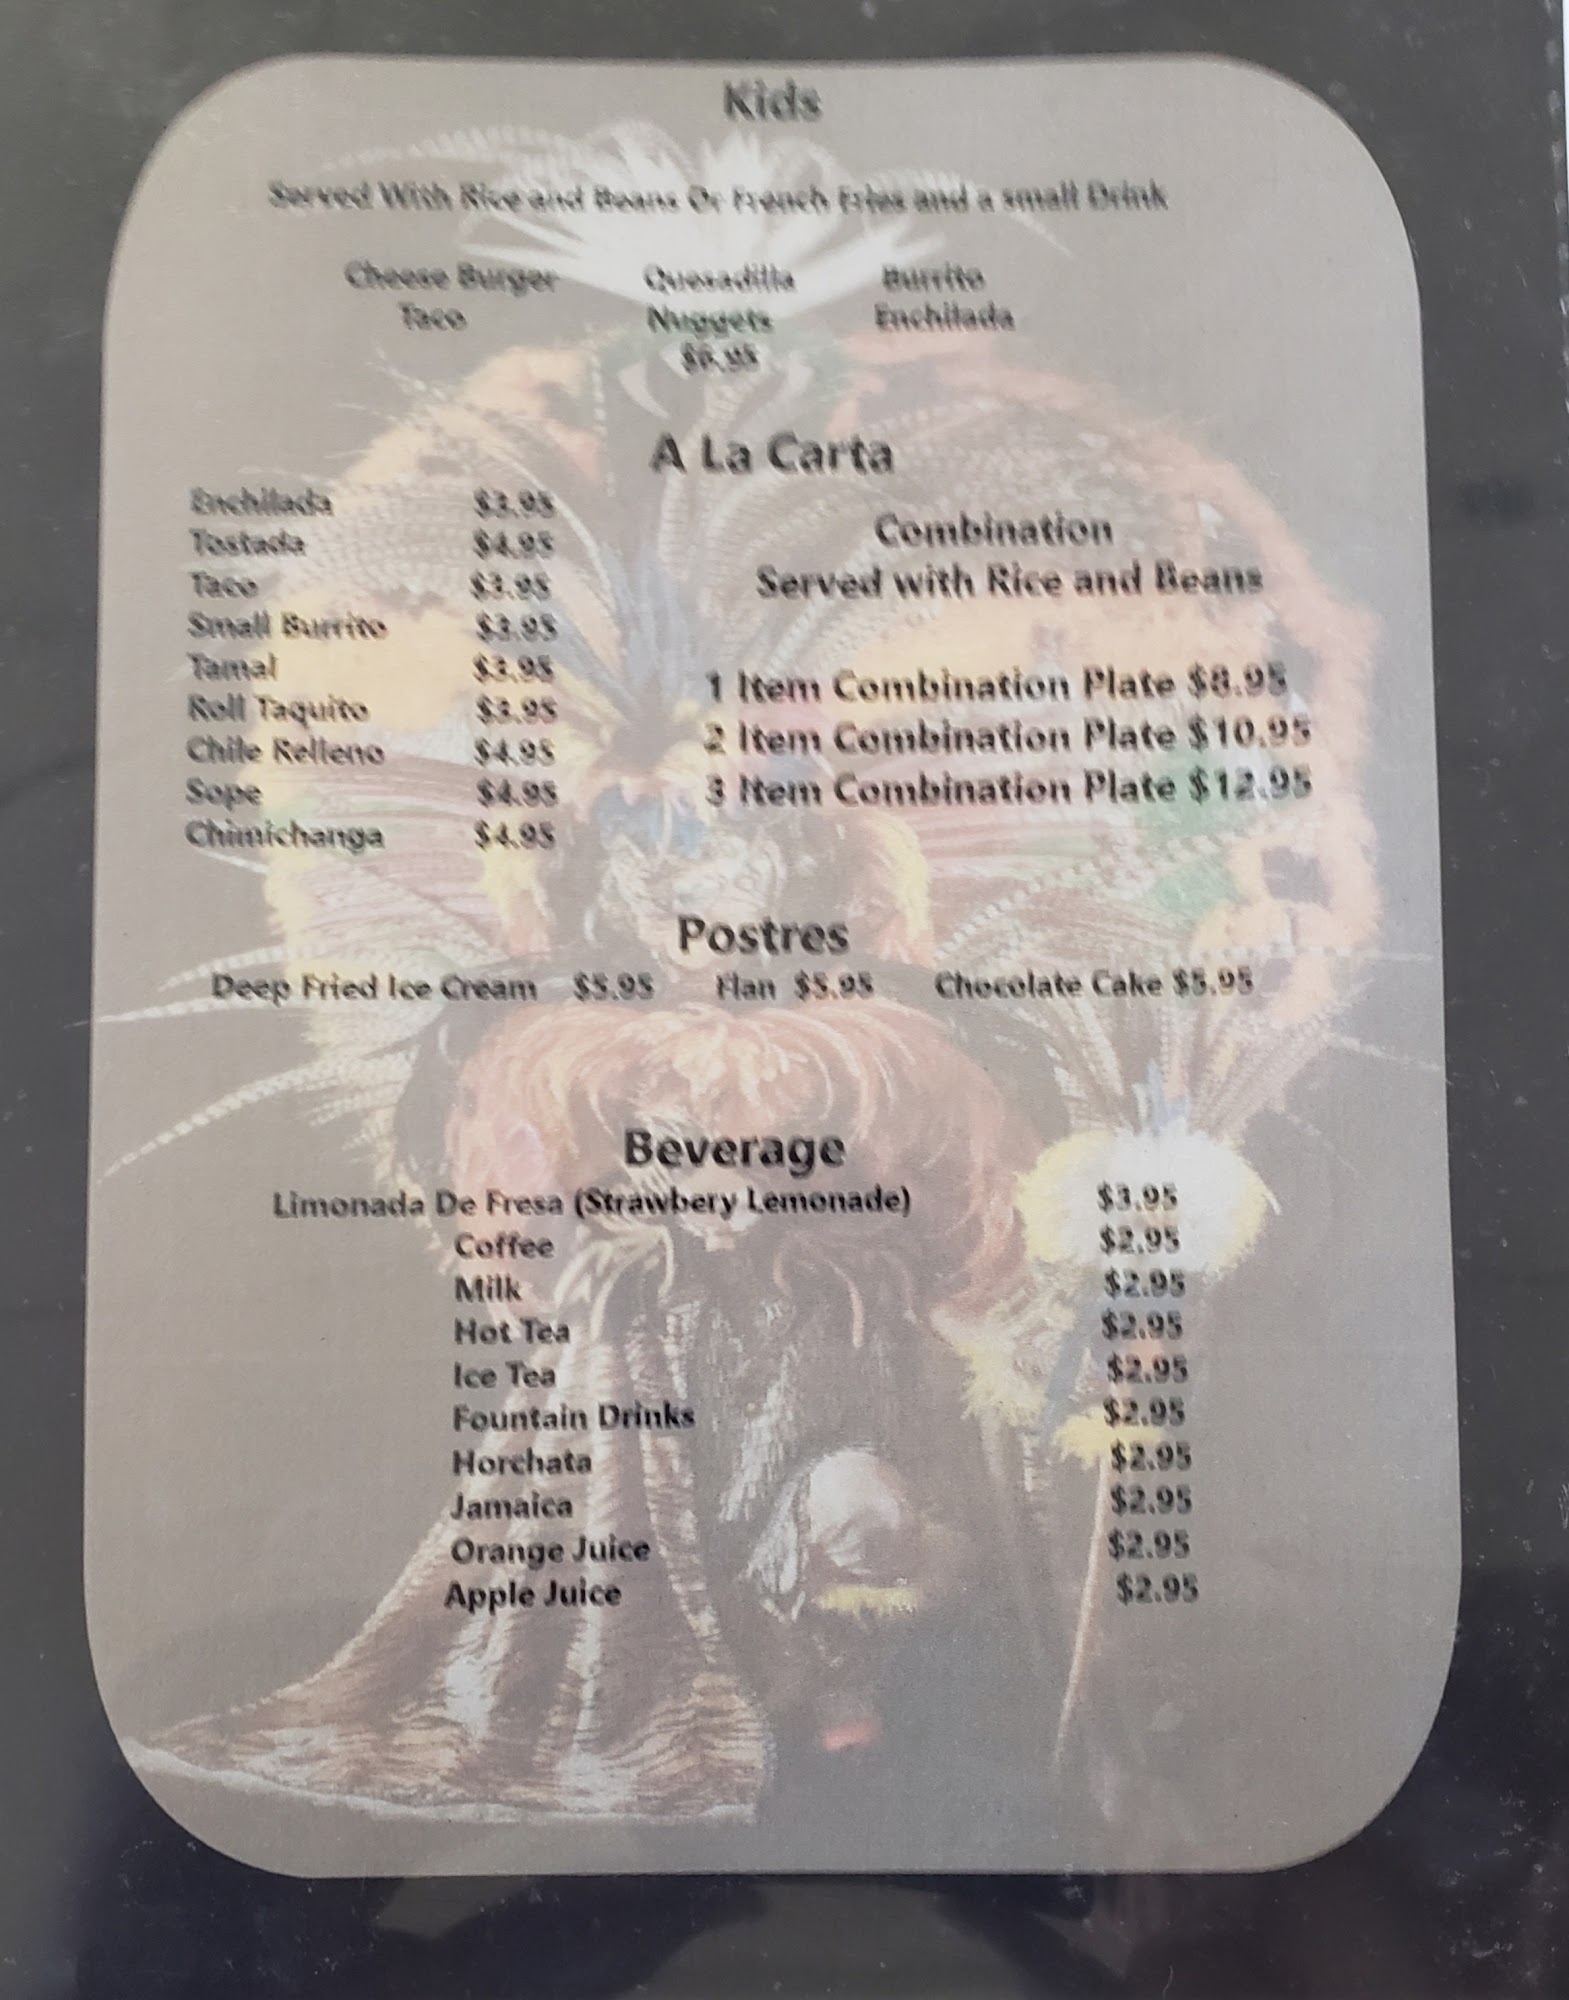 Kids
Served With Rice and Beans Or French Fries and a small Drink
Cheese Burger Quesadilla Burrito
Taco Nuggets Enchilada
$6.95
A La Carta
Enchilada $3.95
Tostada $4.95
Taco $3.95
Small Burrito $3.95
Tamal $3.95
Roll Taquito $3.95
Chile Relleno $4.95
Sope $4.95
Chimichanga $4.95
Combination
Served with Rice and Beans
1 Item Combination Plate $8.95
2 Item Combination Plate $10.95
3 Item Combination Plate $12.95
Postres
Deep Fried Ice Cream $5.95 Flan $5.95 Chocolate Cake $5.95
Beverage
Limonada De Fresa (Strawbery Lemonade) $3.95
Coffee $2.95
Milk $2.95
Hot Tea $2.95
Ice Tea $2.95
Fountain Drinks $2.95
Horchata $2.95
Jamaica $2.95
Orange Juice $2.95
Apple Juice $2.95